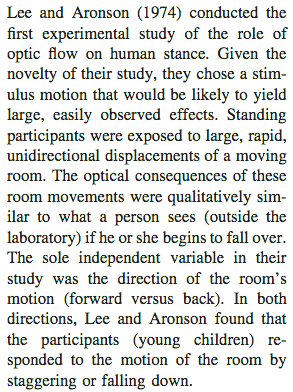 Lee and Aronson (1974) conducted the
first experimental study of the role of
optic flow on human stance. Given the
novelty of their study, they chose a stim-
ulus motion that would be likely to yield
large, easily observed effects. Standing
participants were exposed to large, rapid,
unidirectional displacements of a moving
room. The optical consequences of these
room movements were qualitatively sim-
ilar to what a person sees (outside the
laboratory) if he or she begins to fall over.
The sole independent variable in their
study was the direction of the room's
motion (forward versus back). In both
directions, Lee and Aronson found that
the participants (young children) re-
sponded to the motion of the room by
staggering or falling down.